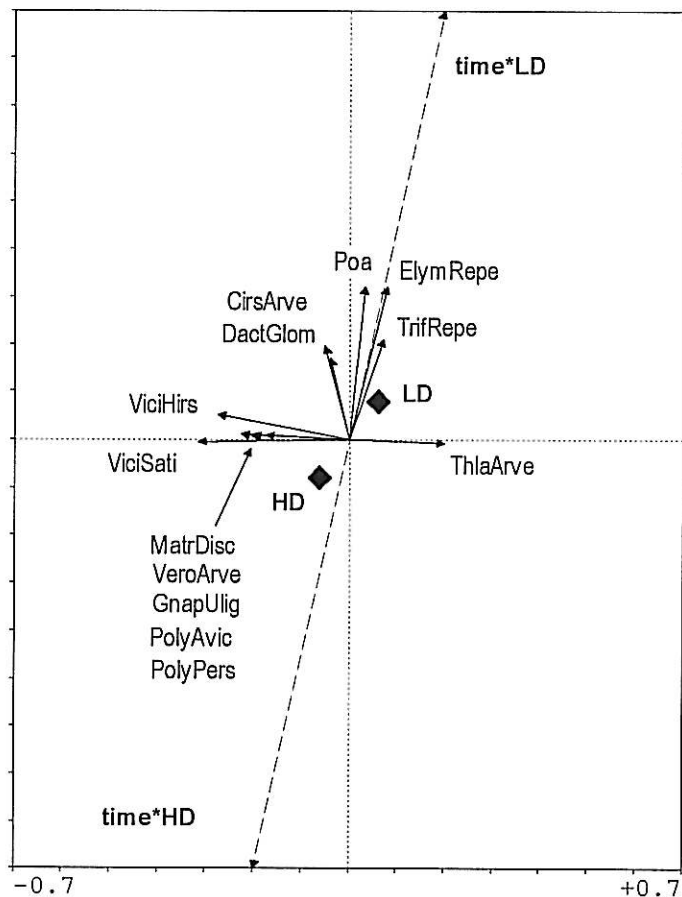 time*LD
Poa
ElymRepe
CirsArve
TrifRepe
DactGlom
ViciHirs
LD
ViciSati
ThlaArve
HD
MatrDisc
VeroArve
GnapUlig
PolyAvic
PolyPers
time*HD
-0.7
+0.7